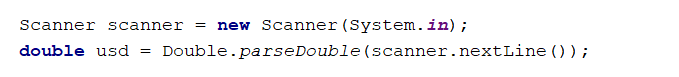 Scanner scanner = new Scanner(System.in);
double usd = Double.parseDouble(scanner.nextLine());